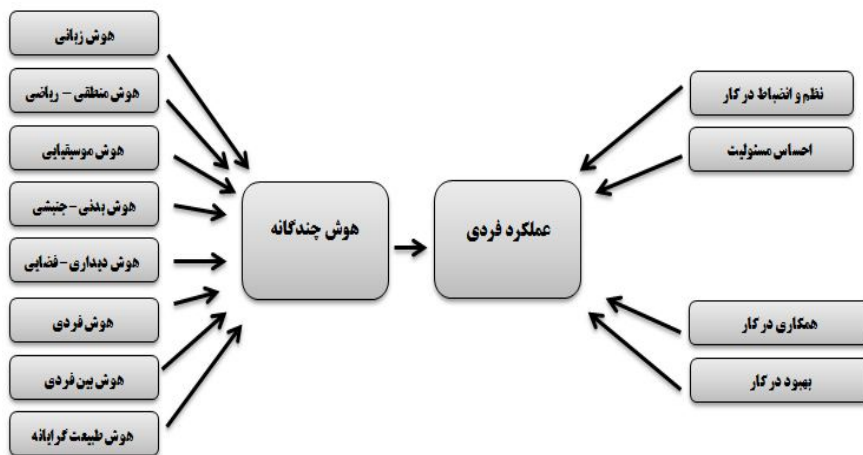 هوش زبانی
هوش منطقی - ریاضی
هوش موسیقیایی
هوش بدنی - جنبشی
هوش دیداری - فضایی
هوش فردی
هوش بین فردی
هوش طبیعت گرایانه
هوش چندگانه
عملکرد فردی
نظم و انضباط در کار
احساس مسئولیت
همکاری در کار
بهبود در کار